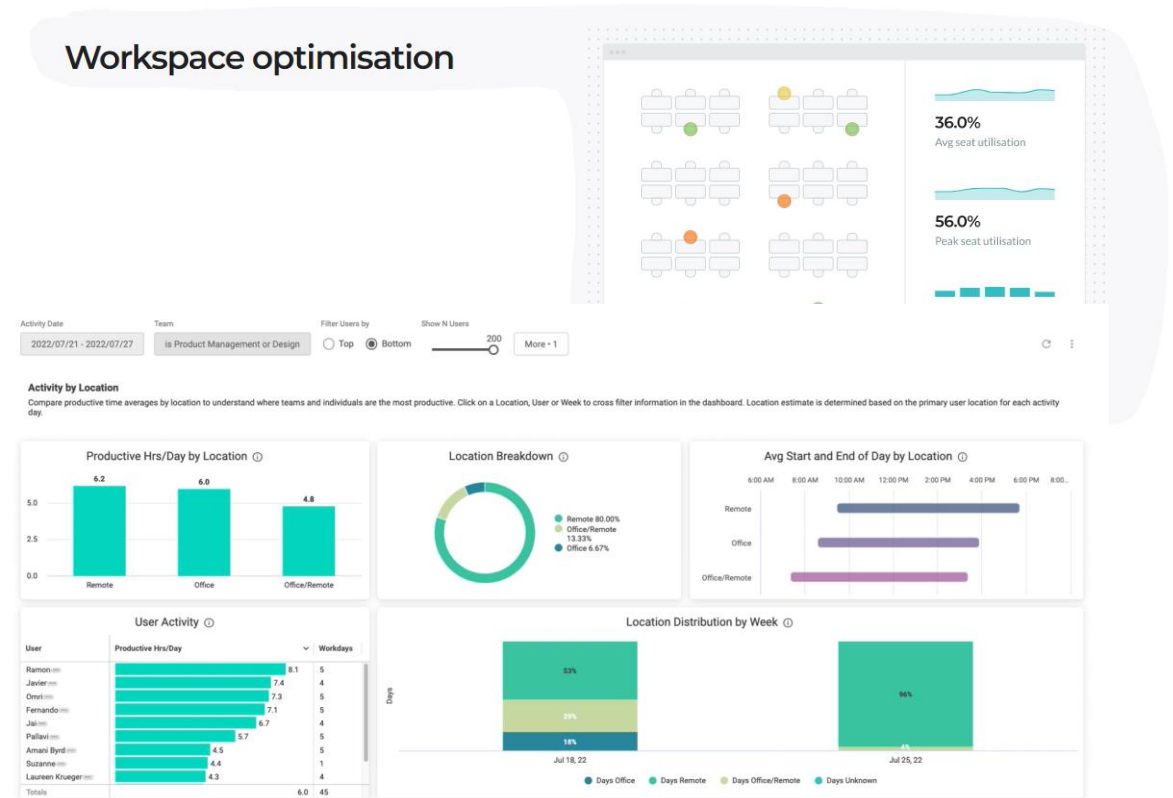 Workspace optimisation
36.0%
Avg seat utilisation
56.0%
Peak seat utilisation
Activity Date
Team
Filter Users by
Show N Users
2022/07/21 - 2022/07/27
is Product Management or Design
Top
Bottom
200
More • 1
Activity by Location
Compare productive time averages by location to understand where teams and individuals are the most productive. Click on a Location, User or Week to cross filter information in the dashboard. Location estimate is determined based on the primary user location for each activity
day.
Productive Hrs/Day by Location
6.2
6.0
4.8
5.0
2.5
0.0
Remote
Office
Office/Remote
Location Breakdown
Remote 80.00%
Office/Remote
13.33%
Office 6.67%
Avg Start and End of Day by Location
6:00 AM 8:00 AM 10:00 AM 12:00 PM 2:00 PM 4:00 PM 6:00 PM 8:00...
Remote
Office
Office/Remote
User Activity
User Productive Hrs/Day Workdays
Ramon 8.1 5
Javier 7.4 4
Omri 7.3 5
Fernando 7.1 5
Jai 6.7 4
Pallavi 5.7 5
Amani Byrd 4.5 5
Suzanne 4.4 1
Laureen Krueger 4.3 4
Totals 6.0 45
Location Distribution by Week
Days
53%
29%
18%
96%
4%
Jul 18, 22
Jul 25, 22
Days Office
Days Remote
Days Office/Remote
Days Unknown